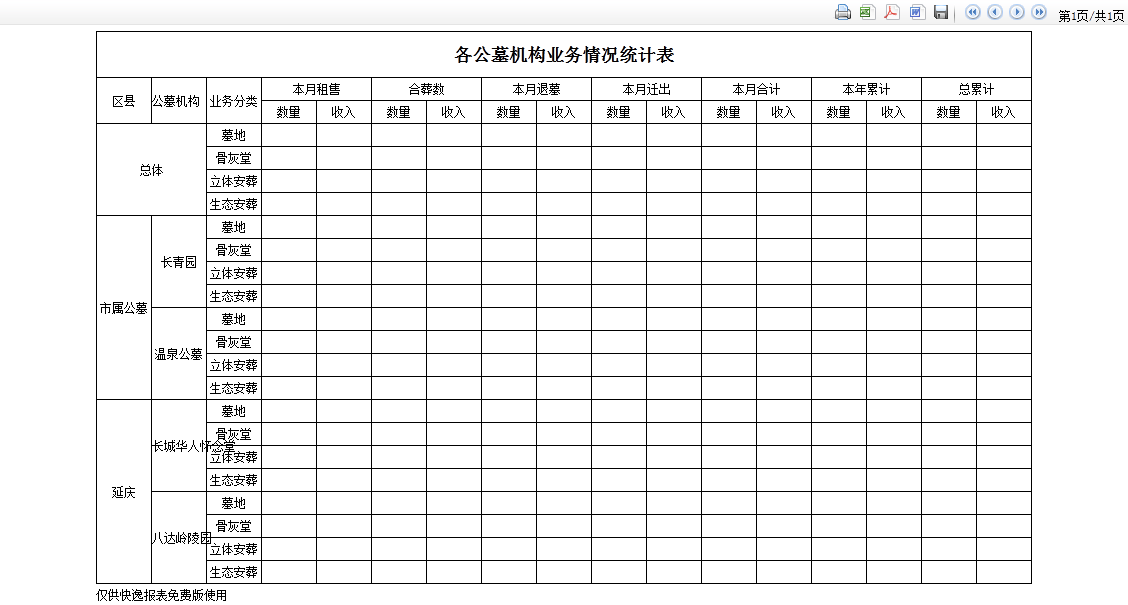 第1页/共1页
各公墓机构业务情况统计表
区县 公墓机构 业务分类 本月租售 合葬数 本月退墓 本月迁出 本月合计 本年累计 总累计
数量 收入 数量 收入 数量 收入 数量 收入 数量 收入 数量 收入 数量 收入
总体 墓地
骨灰堂
立体安葬
生态安葬
市属公墓 长青园 墓地
骨灰堂
立体安葬
生态安葬
温泉公墓 墓地
骨灰堂
立体安葬
生态安葬
延庆 长城华人怀念堂 墓地
骨灰堂
立体安葬
生态安葬
八达岭陵园 墓地
骨灰堂
立体安葬
生态安葬
仅供快逸报表免费版使用